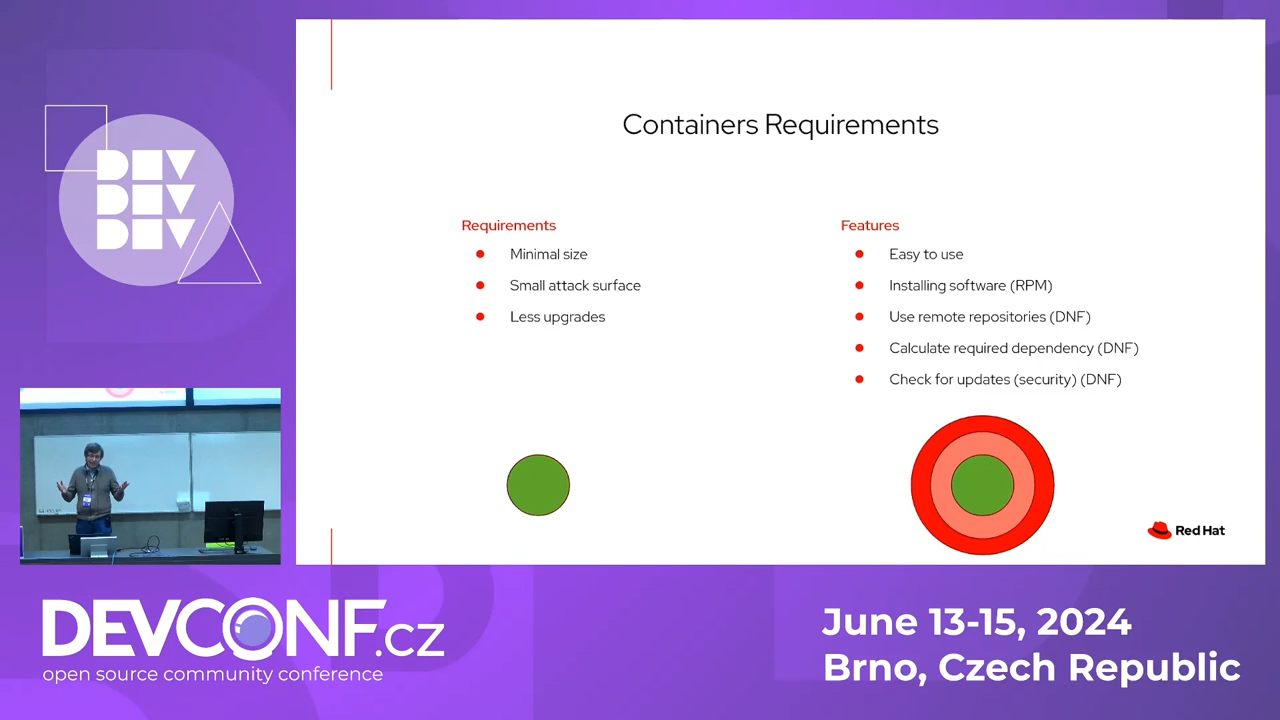 DEV
DEV
DEV
Containers Requirements
Requirements
Minimal size
Small attack surface
Less upgrades
Features
Easy to use
Installing software (RPM)
Use remote repositories (DNF)
Calculate required dependency (DNF)
Check for updates (security) (DNF)
Red Hat
DEVCONF.cz
open source community conference
June 13-15, 2024
Brno, Czech Republic